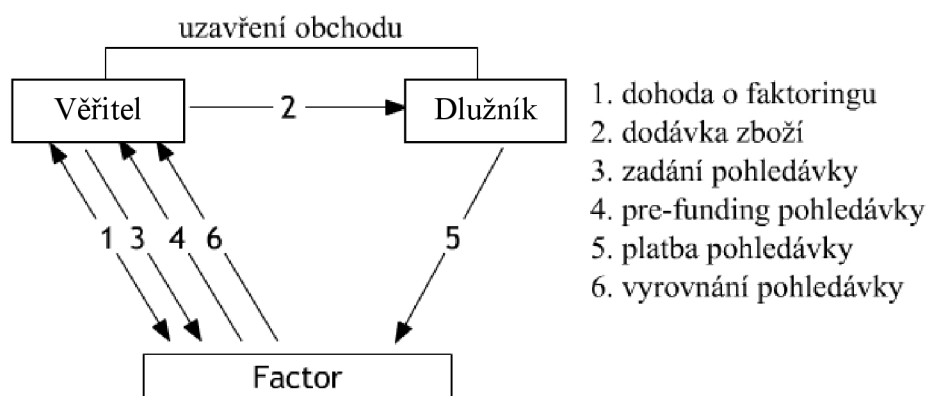 uzavření obchodu
Věřitel
2
Dlužník
1. dohoda o faktoringu
2. dodávka zboží
3. zadání pohledávky
4. pre-funding pohledávky
5. platba pohledávky
6. vyrovnání pohledávky
1 3 4 6 5
Factor